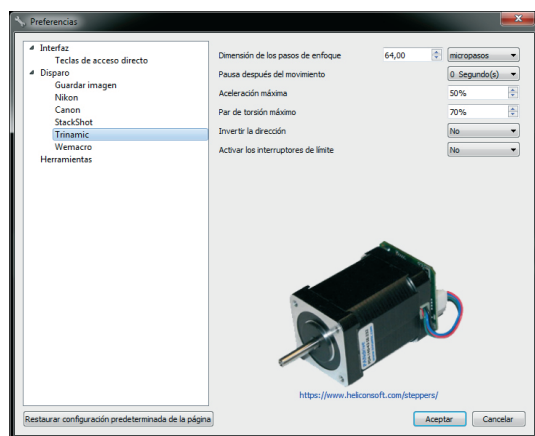 Preferencias
Interfaz
Teclas de acceso directo
Disparo
Guardar imagen
Nikon
Canon
StackShot
Trinamic
Wemacro
Herramientas
Dimensión de los pasos de enfoque 64,00 micropasos
Pausa después del movimiento 0 Segundo(s)
Aceleración máxima 50%
Par de torsión máximo 70%
Invertir la dirección No
Activar los interruptores de límite No
https://www.heliconsoft.com/steppers/
Restaurar configuración predeterminada de la página
Aceptar
Cancelar